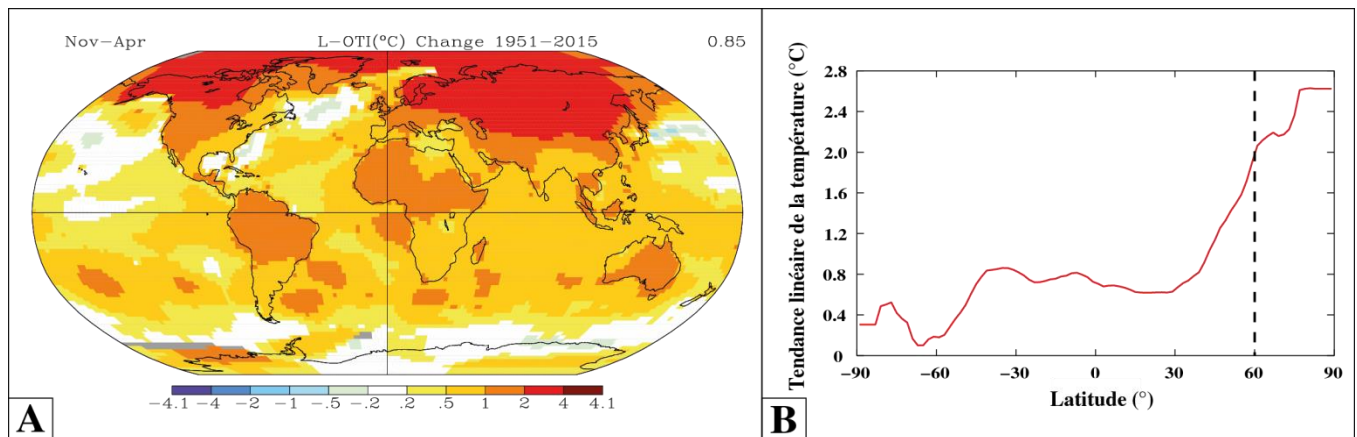 Nov-Apr L-OTI(°C) Change 1951-2015 0.85
-4.1 -4 -2 -1 -.5 -.2 .2 .5 1 2 4 4.1
A
Tendance linéaire de la température (°C)
2.8
2.4
2.0
1.6
1.2
0.8
0.4
0
-90 -60 -30 0 30 60 90
Latitude (°)
B